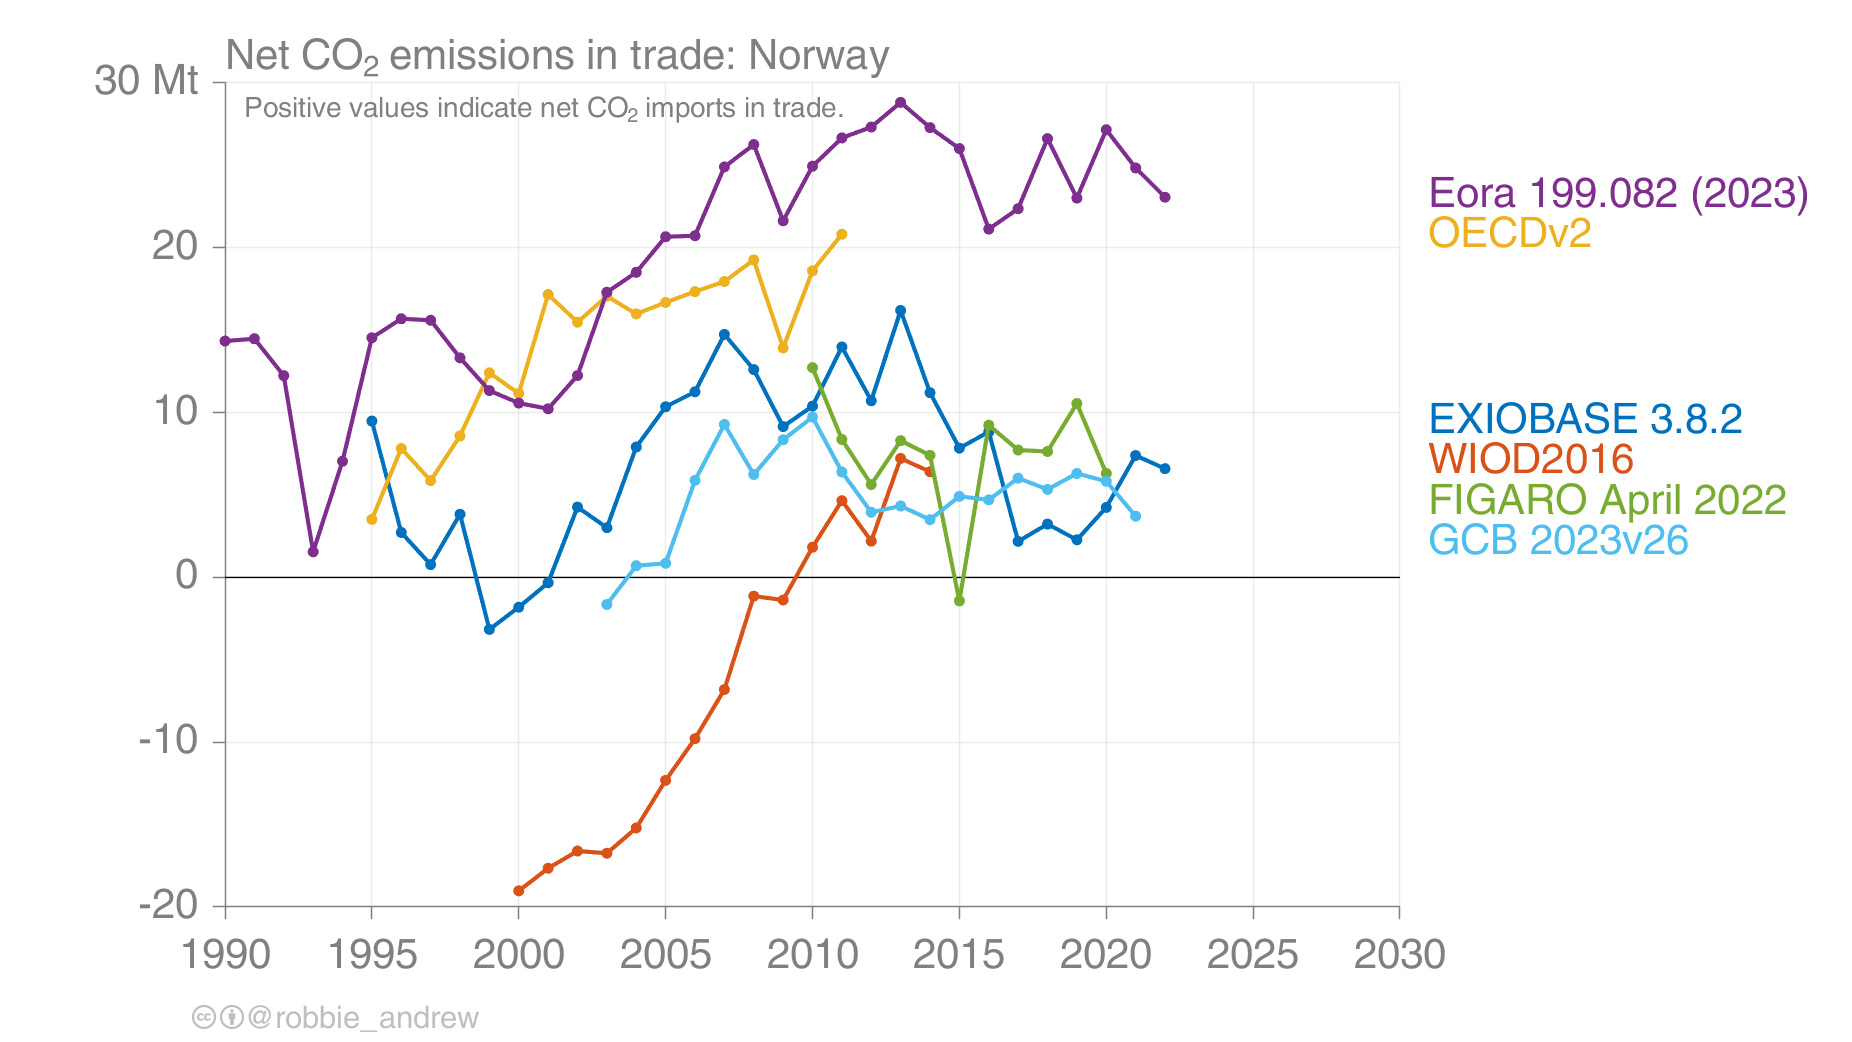 Net CO₂ emissions in trade: Norway
30 Mt
Positive values indicate net CO₂ imports in trade.
20
10
0
-10
-20
1990 1995 2000 2005 2010 2015 2020 2025 2030
Eora 199.082 (2023)
OECDv2
EXIOBASE 3.8.2
WIOD2016
FIGARO April 2022
GCB 2023v26
cc @robbie_andrew